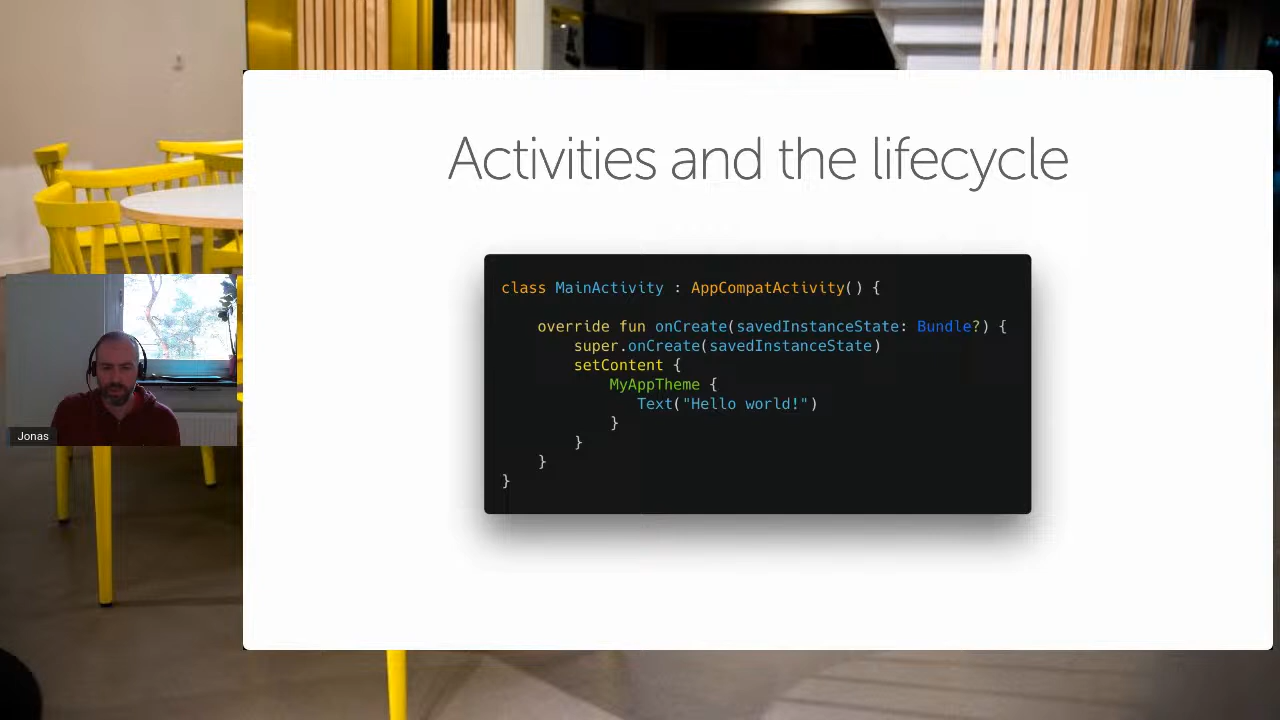 Activities and the lifecycle
class MainActivity : AppCompatActivity() {
override fun onCreate(savedInstanceState: Bundle?) {
super.onCreate(savedInstanceState)
setContent {
MyAppTheme {
Text("Hello world!")
}
}
}
}
Jonas